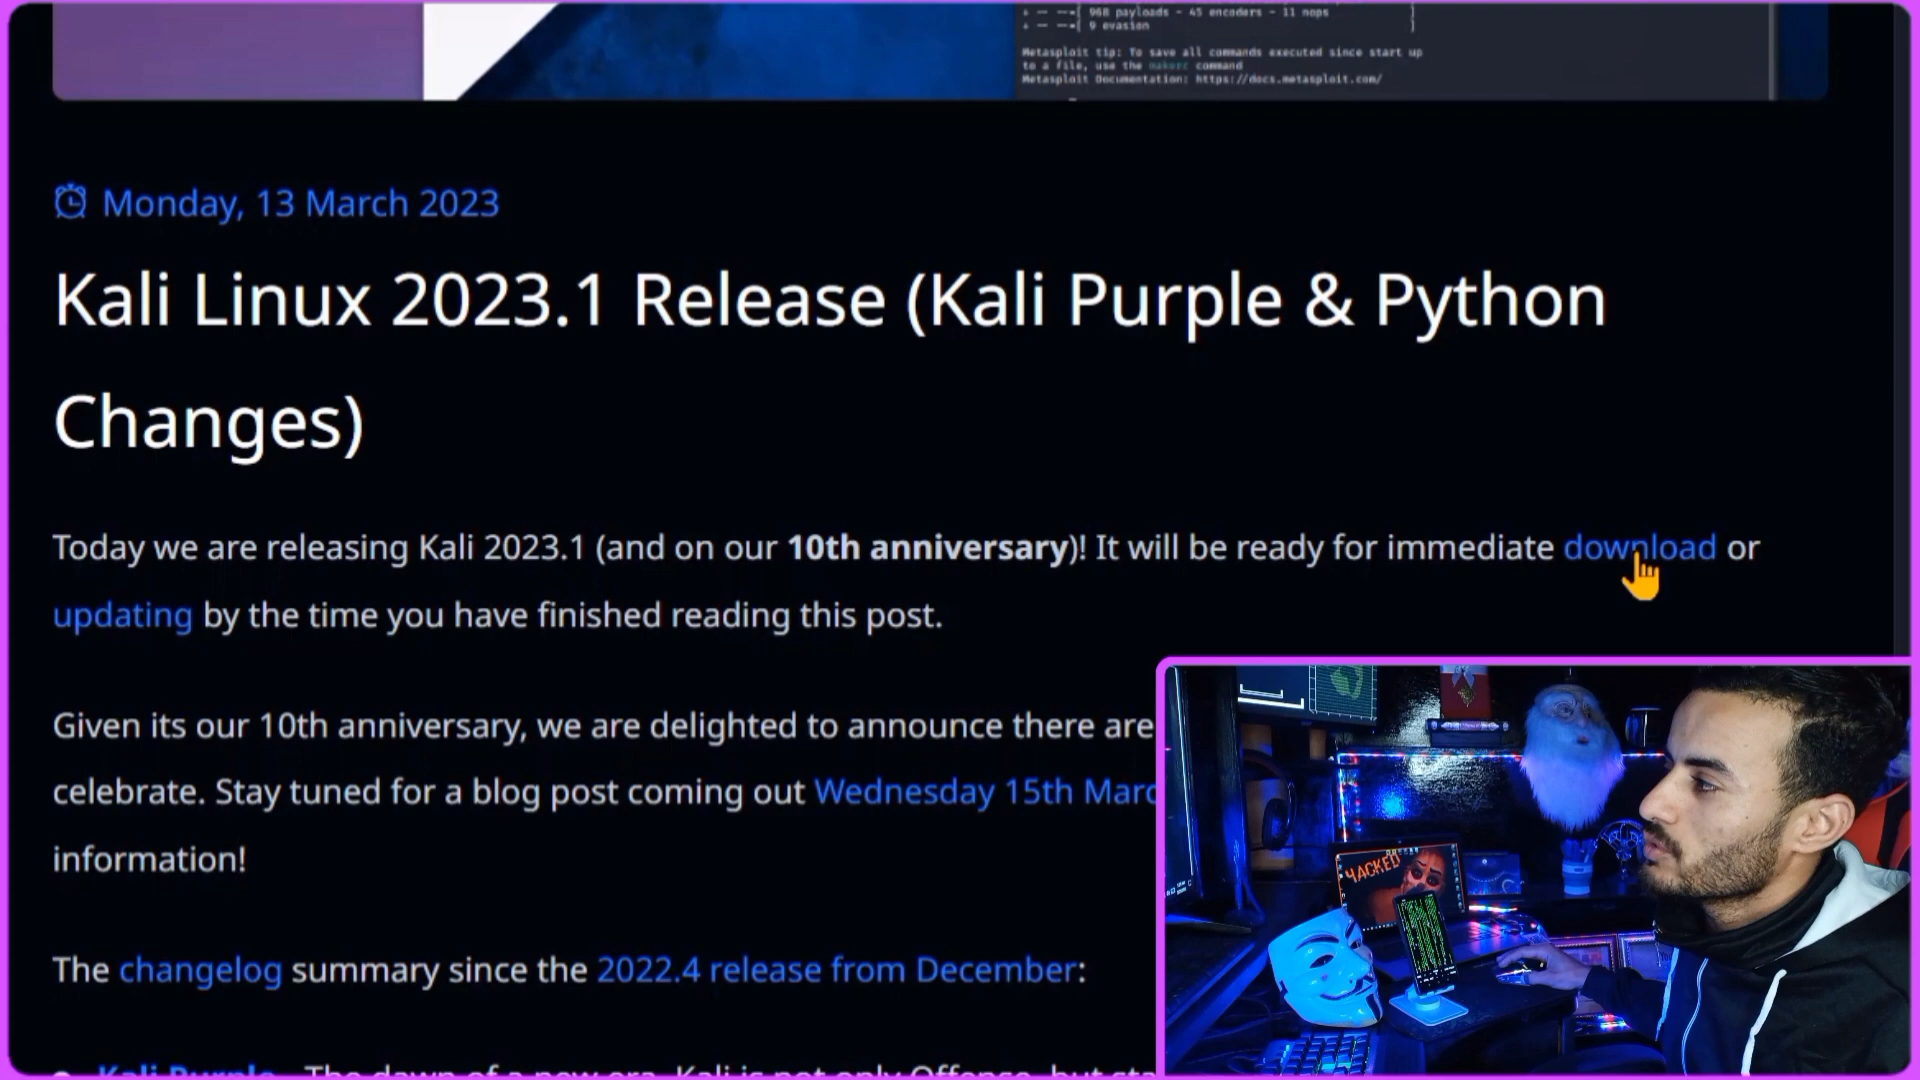 968 payloads - 45 encoders - 11 nops
9 evasion
Metasploit tip: To save all commands executed since start up
to a file, use the makerc command
Metasploit Documentation: https://docs.metasploit.com/
Monday, 13 March 2023
Kali Linux 2023.1 Release (Kali Purple & Python
Changes)
Today we are releasing Kali 2023.1 (and on our 10th anniversary)! It will be ready for immediate download or
updating by the time you have finished reading this post.
Given its our 10th anniversary, we are delighted to announce there are
celebrate. Stay tuned for a blog post coming out Wednesday 15th Marc
information!
The changelog summary since the 2022.4 release from December:
Kali Purple - The dawn of a new era. Kali is not only Offense, but sta
HACKED